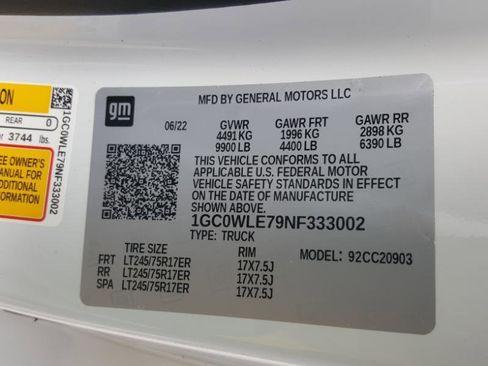 ON
REAR 0
r 3744 lbs.
E OWNER'S
MANUAL FOR
ADDITIONAL
FORMATION
1GC0WLE79NF333002
gm
MFD BY GENERAL MOTORS LLC
06/22 GVWR GAWR FRT GAWR RR
4491 KG 1996 KG 2898 KG
9900 LB 4400 LB 6390 LB
THIS VEHICLE CONFORMS TO ALL
APPLICABLE U.S. FEDERAL MOTOR
VEHICLE SAFETY STANDARDS IN EFFECT
ON THE DATE OF MANUFACTURE
SHOWN ABOVE.
1GC0WLE79NF333002
TYPE: TRUCK MODEL: 92CC20903
TIRE SIZE RIM
FRT LT245/75R17ER 17X7.5J
RR LT245/75R17ER 17X7.5J
SPA LT245/75R17ER 17X7.5J